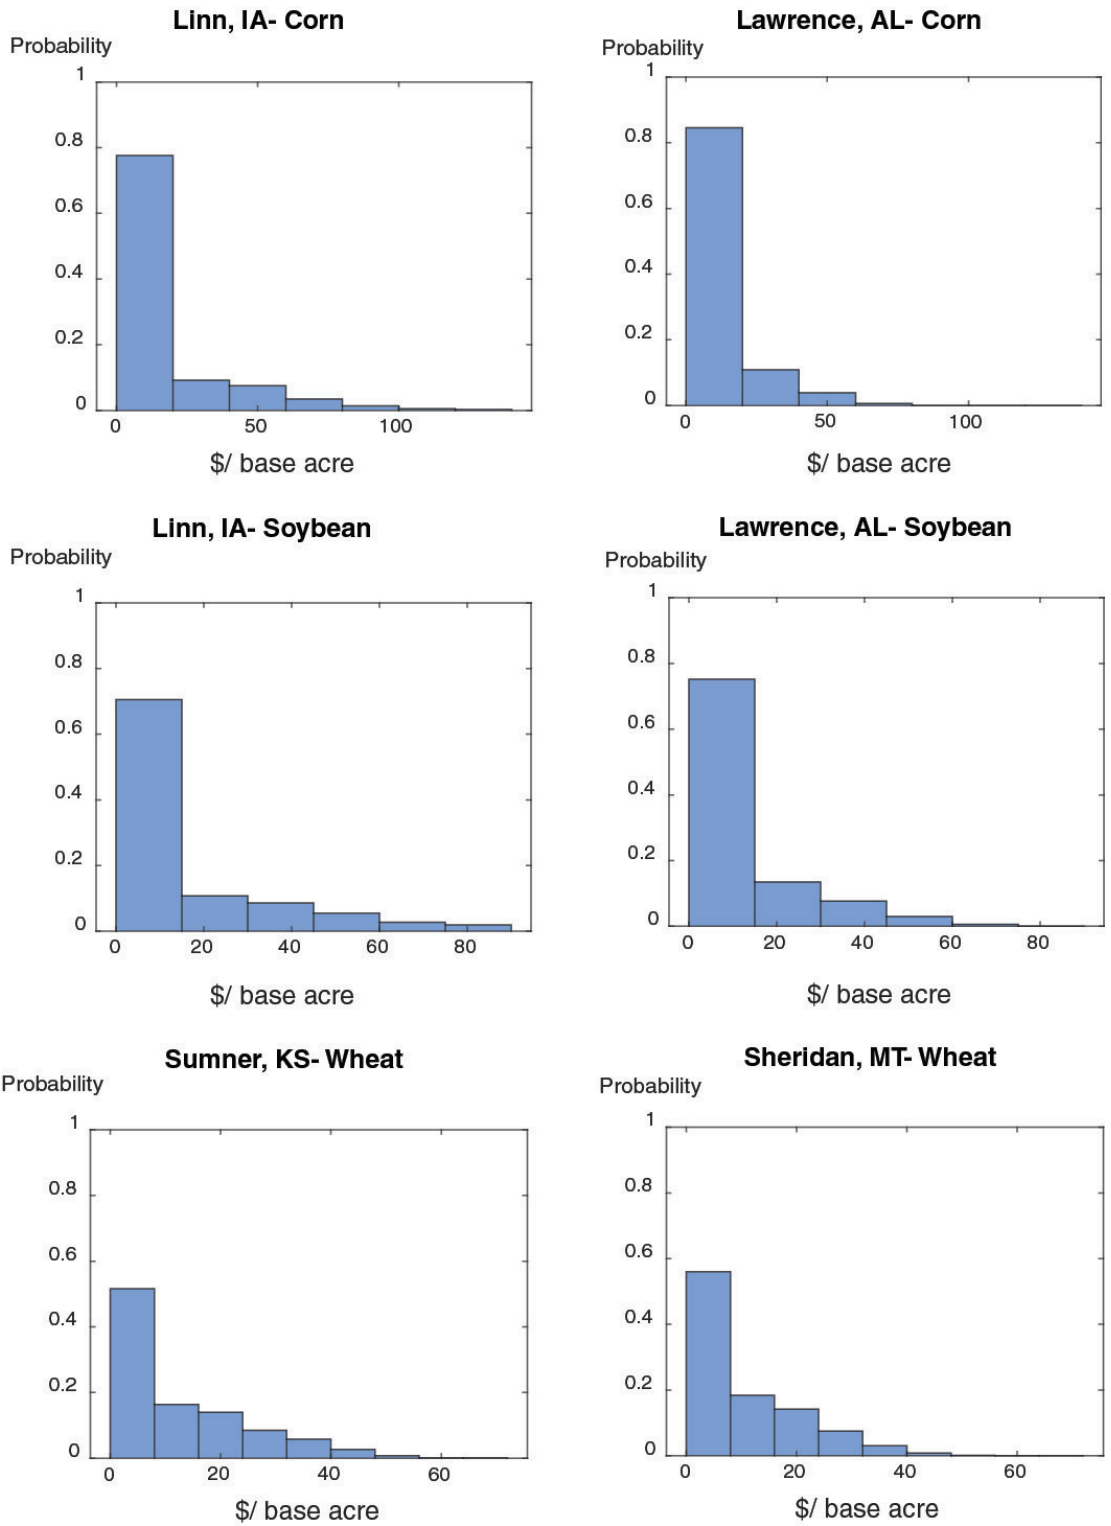 Linn, IA- Corn
Probability
1
0.8
0.6
0.4
0.2
0
0 50 100
$/ base acre
Lawrence, AL- Corn
Probability
1
0.8
0.6
0.4
0.2
0
0 50 100
$/ base acre
Linn, IA- Soybean
Probability
1
0.8
0.6
0.4
0.2
0
0 20 40 60 80
$/ base acre
Lawrence, AL- Soybean
Probability
1
0.8
0.6
0.4
0.2
0
0 20 40 60 80
$/ base acre
Sumner, KS- Wheat
Probability
1
0.8
0.6
0.4
0.2
0
0 20 40 60
$/ base acre
Sheridan, MT- Wheat
Probability
1
0.8
0.6
0.4
0.2
0
0 20 40 60
$/ base acre